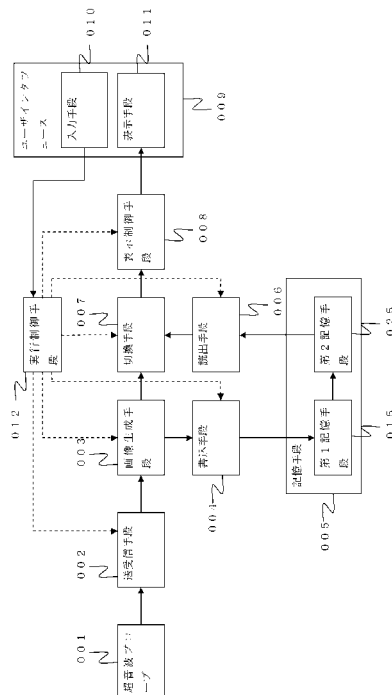 010
011
ユーザインタフ
ェース
入力手段
表示手段
009
012
実行制御手
段
007
008
003
002
001
超音波プロ
ーブ
送受信手段
画像生成手
段
切換手段
表示制御手
段
書込手段
読出手段
004
006
記憶手段
第１記憶手
段
第２記憶手
段
005
015
025